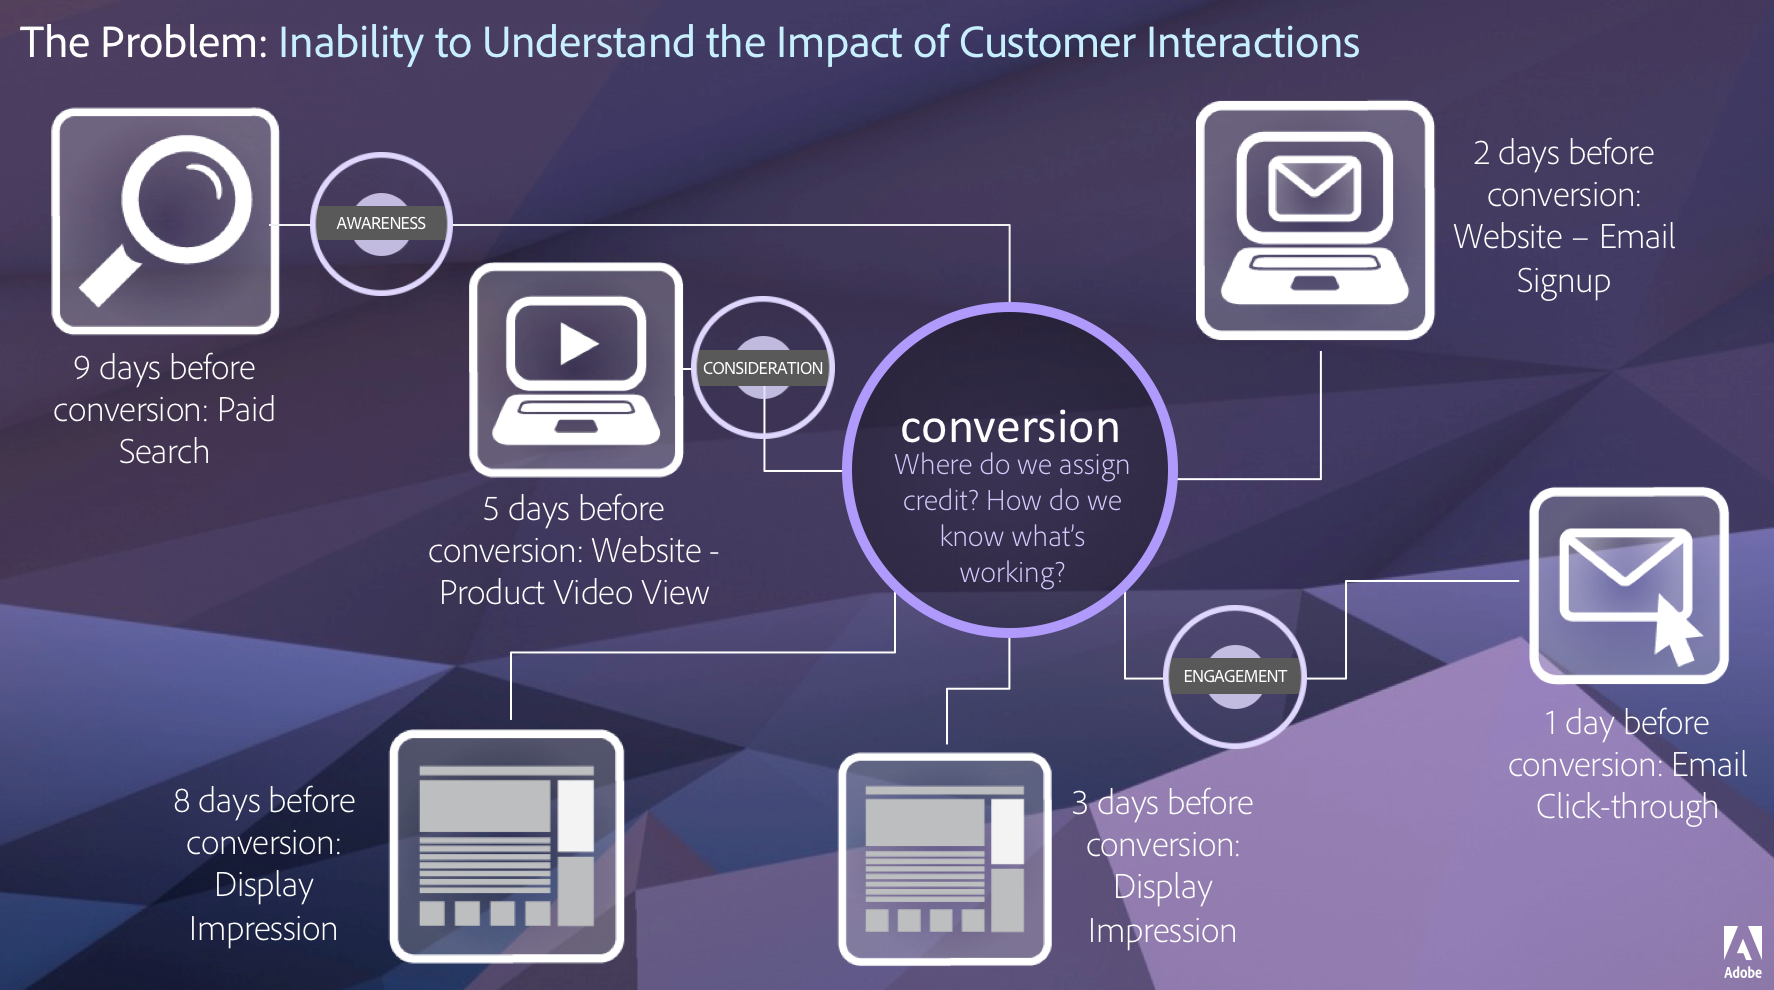 The Problem: Inability to Understand the Impact of Customer Interactions
AWARENESS
9 days before
conversion: Paid
Search
CONSIDERATION
5 days before
conversion: Website -
Product Video View
conversion
Where do we assign
credit? How do we
know what's
working?
2 days before
conversion:
Website – Email
Signup
ENGAGEMENT
1 day before
conversion: Email
Click-through
8 days before
conversion:
Display
Impression
3 days before
conversion:
Display
Impression
Adobe